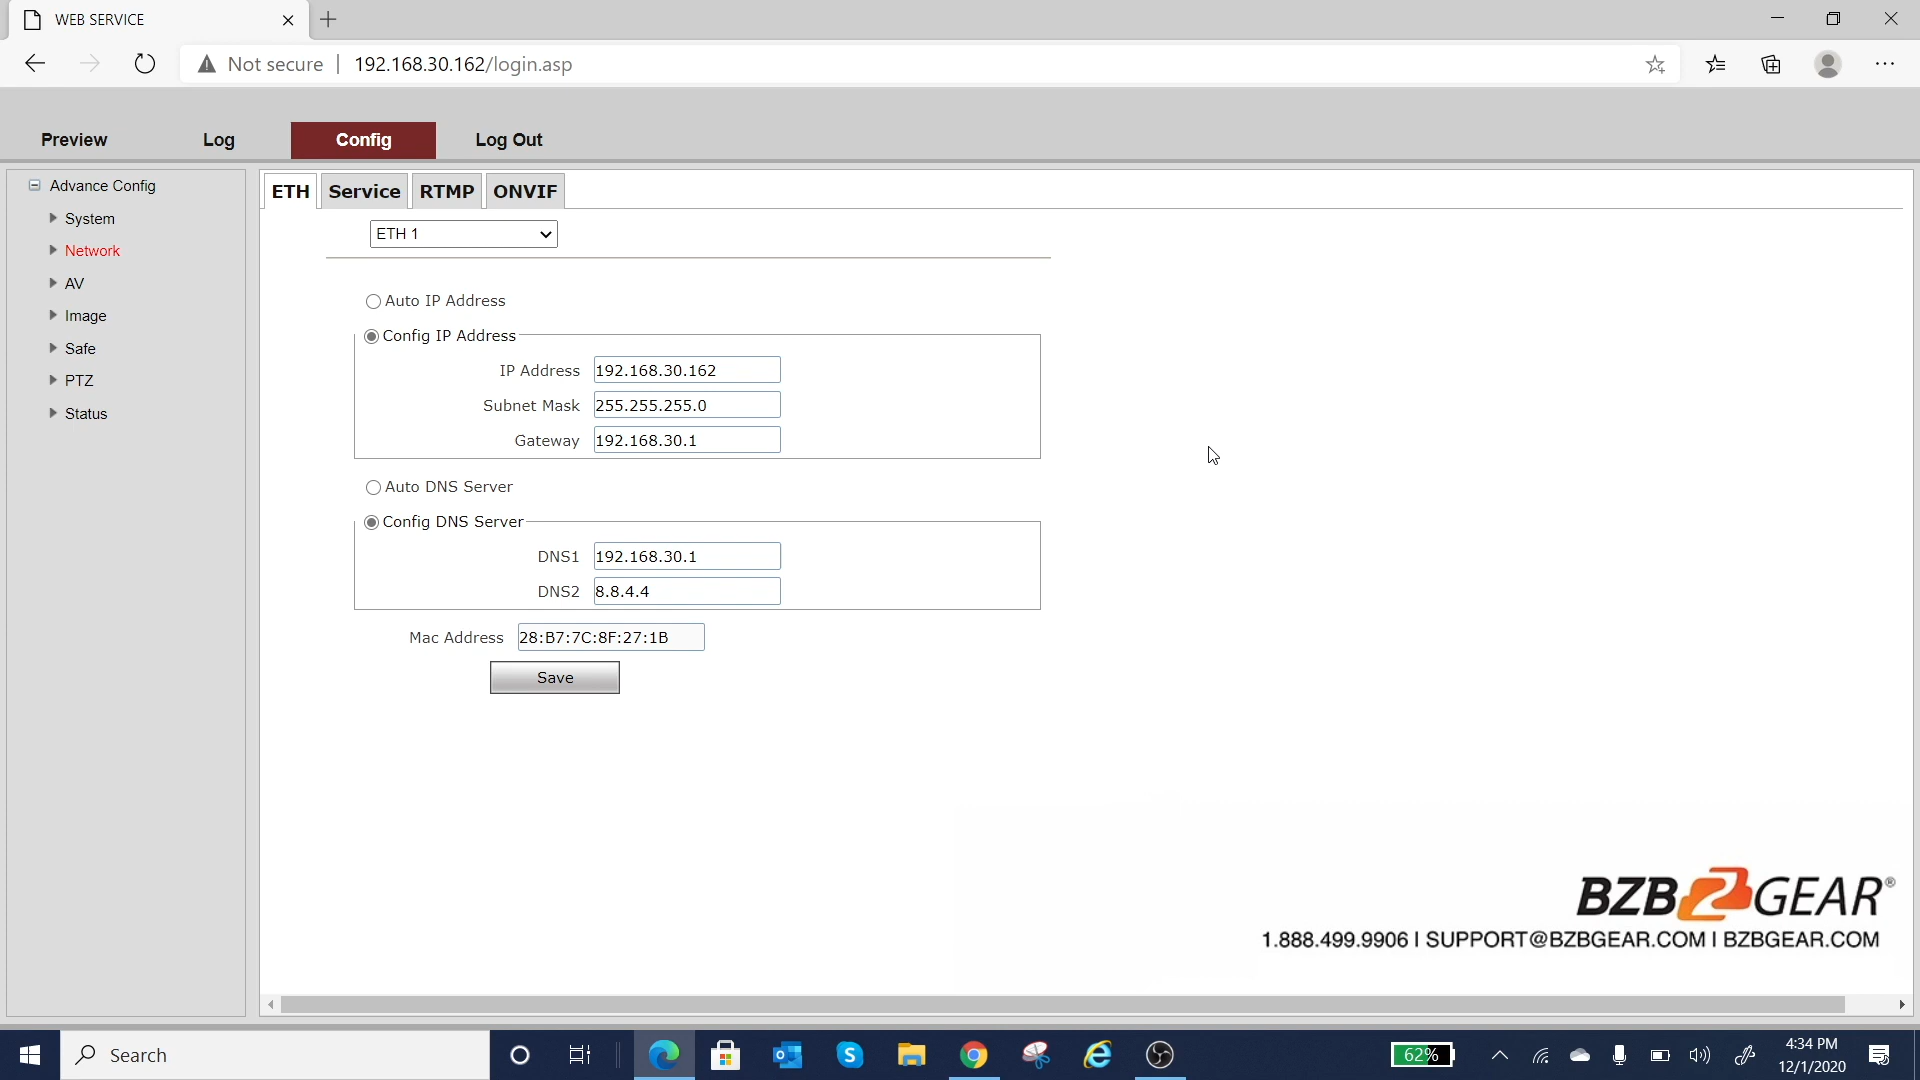 WEB SERVICE
Not secure | 192.168.30.162/login.asp
Preview Log Config Log Out
Advance Config
System
Network
AV
Image
Safe
PTZ
Status
ETH Service RTMP ONVIF
ETH 1
Auto IP Address
Config IP Address
IP Address 192.168.30.162
Subnet Mask 255.255.255.0
Gateway 192.168.30.1
Auto DNS Server
Config DNS Server
DNS1 192.168.30.1
DNS2 8.8.4.4
Mac Address 28:B7:7C:8F:27:1B
Save
BZBGEAR®
1.888.499.9906 | SUPPORT@BZBGEAR.COM | BZBGEAR.COM
Search
62%
4:34 PM
12/1/2020